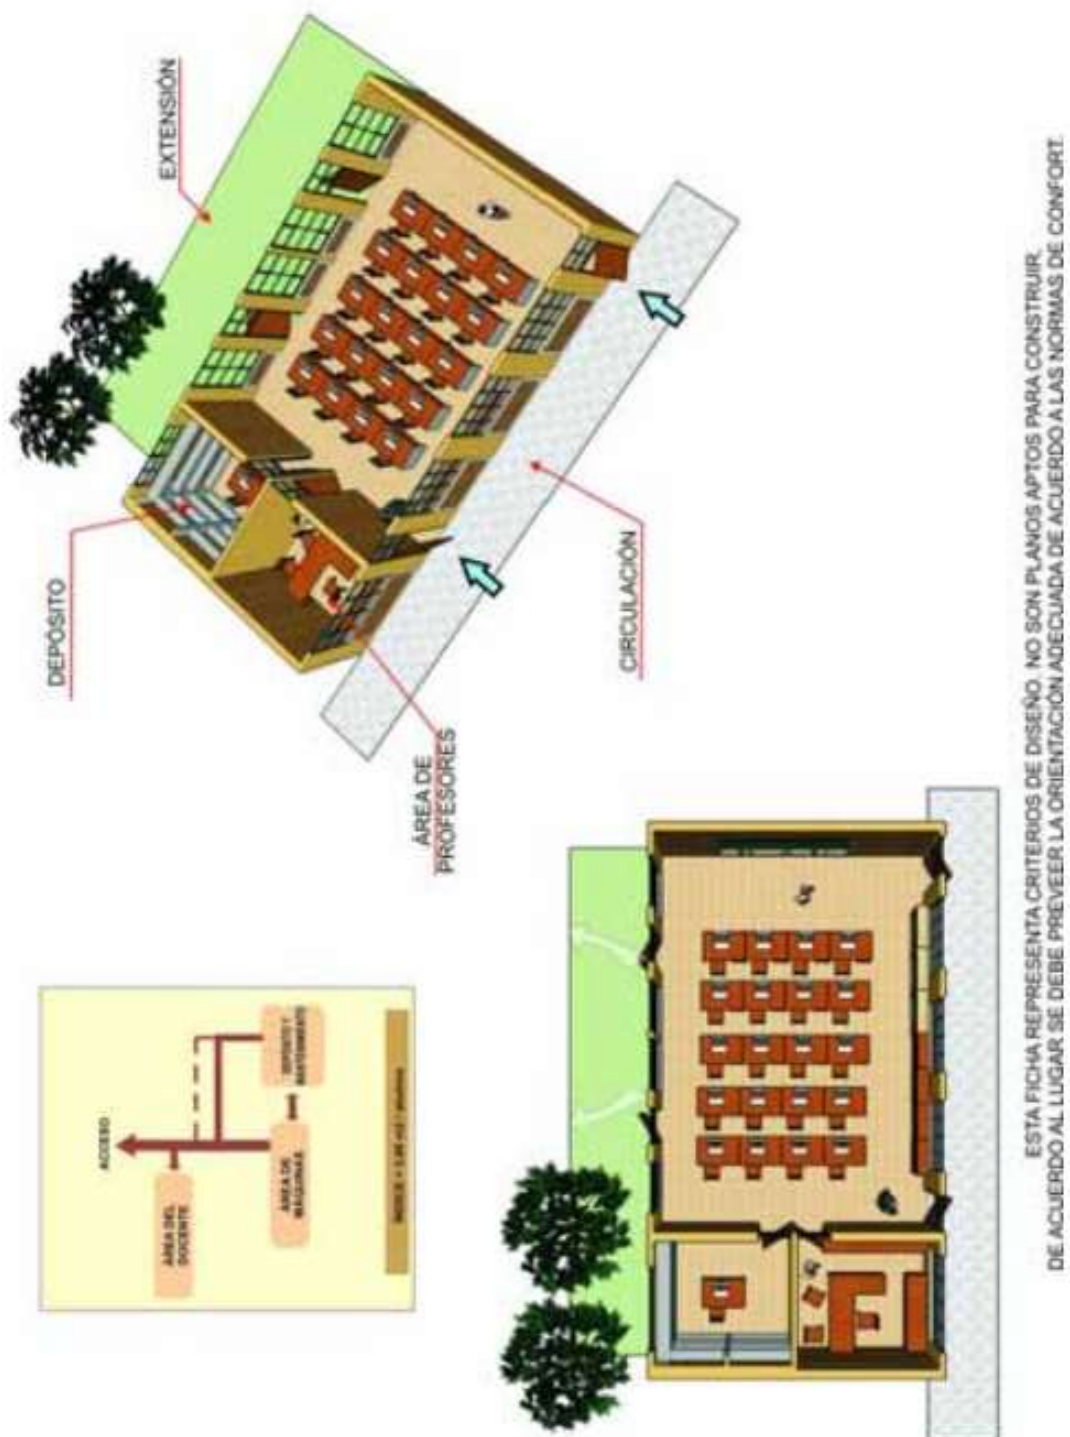 EXTENSIÓN
DEPÓSITO
ÁREA DE
PROFESORES
CIRCULACIÓN
ACCESO
ÁREA DEL
DOCENTE
ÁREA DE
MÁQUINAS
DEPÓSITO Y
ÍNDICE =
ESTA FICHA REPRESENTA CRITERIOS DE DISEÑO. NO SON PLANOS APTOS PARA CONSTRUIR.
DE ACUERDO AL LUGAR SE DEBE PREVEER LA ORIENTACIÓN ADECUADA DE ACUERDO A LAS NORMAS DE CONFORT.